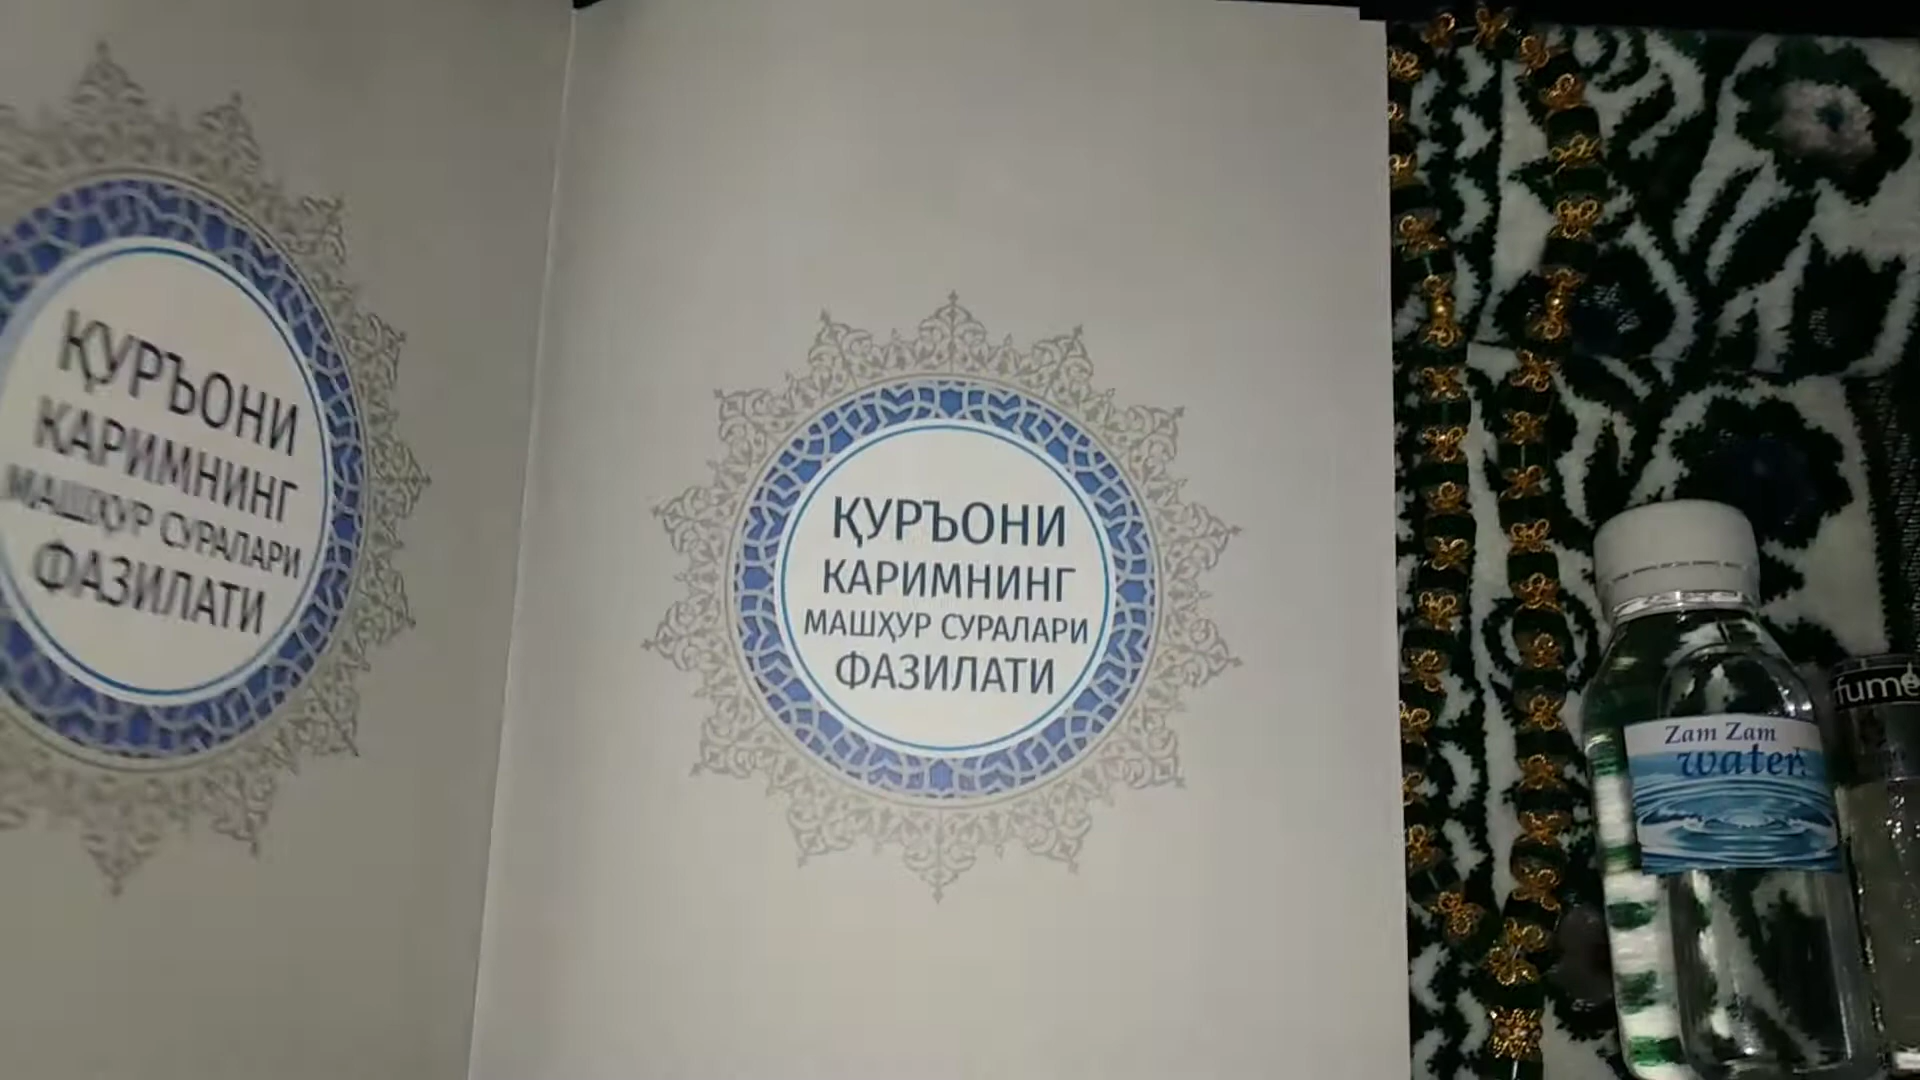 ҚУРЪОНИ
КАРИМНИНГ
МАШҲУР СУРАЛАРИ
ФАЗИЛАТИ
ҚУРЪОНИ
КАРИМНИНГ
МАШҲУР СУРАЛАРИ
ФАЗИЛАТИ
Zam Zam
water